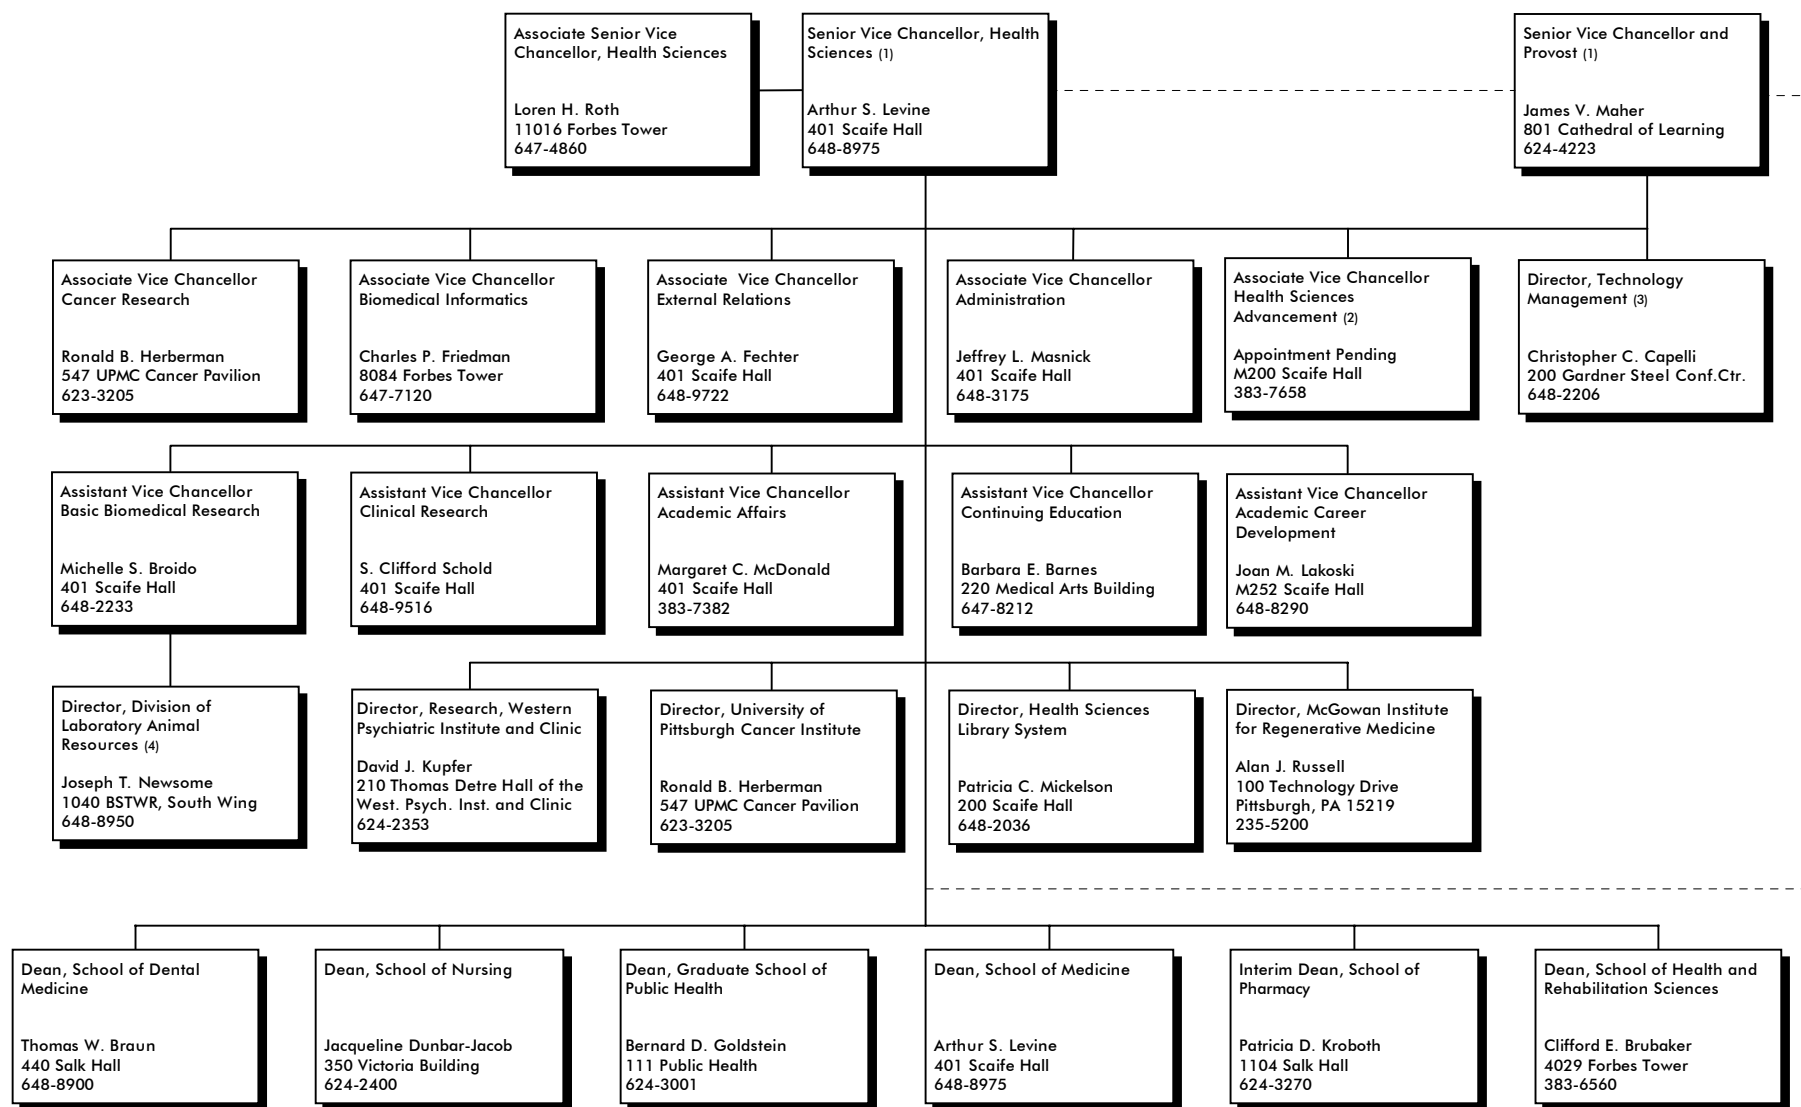 Associate Senior Vice
Chancellor, Health Sciences
Loren H. Roth
11016 Forbes Tower
647-4860
Senior Vice Chancellor, Health
Sciences (1)
Arthur S. Levine
401 Scaife Hall
648-8975
Senior Vice Chancellor and
Provost (1)
James V. Maher
801 Cathedral of Learning
624-4223
Associate Vice Chancellor
Cancer Research
Ronald B. Herberman
547 UPMC Cancer Pavilion
623-3205
Associate Vice Chancellor
Biomedical Informatics
Charles P. Friedman
8084 Forbes Tower
647-7120
Associate  Vice Chancellor
External Relations
George A. Fechter
401 Scaife Hall
648-9722
Associate Vice Chancellor
Administration
Jeffrey L. Masnick
401 Scaife Hall
648-3175
Associate Vice Chancellor
Health Sciences
Advancement (2)
Appointment Pending
M200 Scaife Hall
383-7658
Director, Technology
Management (3)
Christopher C. Capelli
200 Gardner Steel Conf.Ctr.
648-2206
Assistant Vice Chancellor
Basic Biomedical Research
Michelle S. Broido
401 Scaife Hall
648-2233
Assistant Vice Chancellor
Clinical Research
S. Clifford Schold
401 Scaife Hall
648-9516
Assistant Vice Chancellor
Academic Affairs
Margaret C. McDonald
401 Scaife Hall
383-7382
Assistant Vice Chancellor
Continuing Education
Barbara E. Barnes
220 Medical Arts Building
647-8212
Assistant Vice Chancellor
Academic Career
Development
Joan M. Lakoski
M252 Scaife Hall
648-8290
Director, Division of
Laboratory Animal
Resources (4)
Joseph T. Newsome
1040 BSTWR, South Wing
648-8950
Director, Research, Western
Psychiatric Institute and Clinic
David J. Kupfer
210 Thomas Detre Hall of the
West. Psych. Inst. and Clinic
624-2353
Director, University of
Pittsburgh Cancer Institute
Ronald B. Herberman
547 UPMC Cancer Pavilion
623-3205
Director, Health Sciences
Library System
Patricia C. Mickelson
200 Scaife Hall
648-2036
Director, McGowan Institute
for Regenerative Medicine
Alan J. Russell
100 Technology Drive
Pittsburgh, PA 15219
235-5200
Dean, School of Dental
Medicine
Thomas W. Braun
440 Salk Hall
648-8900
Dean, School of Nursing
Jacqueline Dunbar-Jacob
350 Victoria Building
624-2400
Dean, Graduate School of
Public Health
Bernard D. Goldstein
111 Public Health
624-3001
Dean, School of Medicine
Arthur S. Levine
401 Scaife Hall
648-8975
Interim Dean, School of
Pharmacy
Patricia D. Kroboth
1104 Salk Hall
624-3270
Dean, School of Health and
Rehabilitation Sciences
Clifford E. Brubaker
4029 Forbes Tower
383-6560